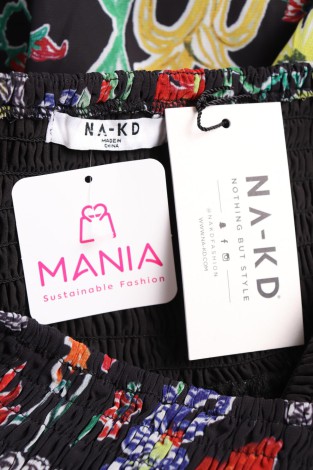 NA-KD
MADE IN
CHINA
MANIA
Sustainable Fashion
NA-KD
NOTHING BUT STYLE
@NAKDFASHION
WWW.NA-KD.COM